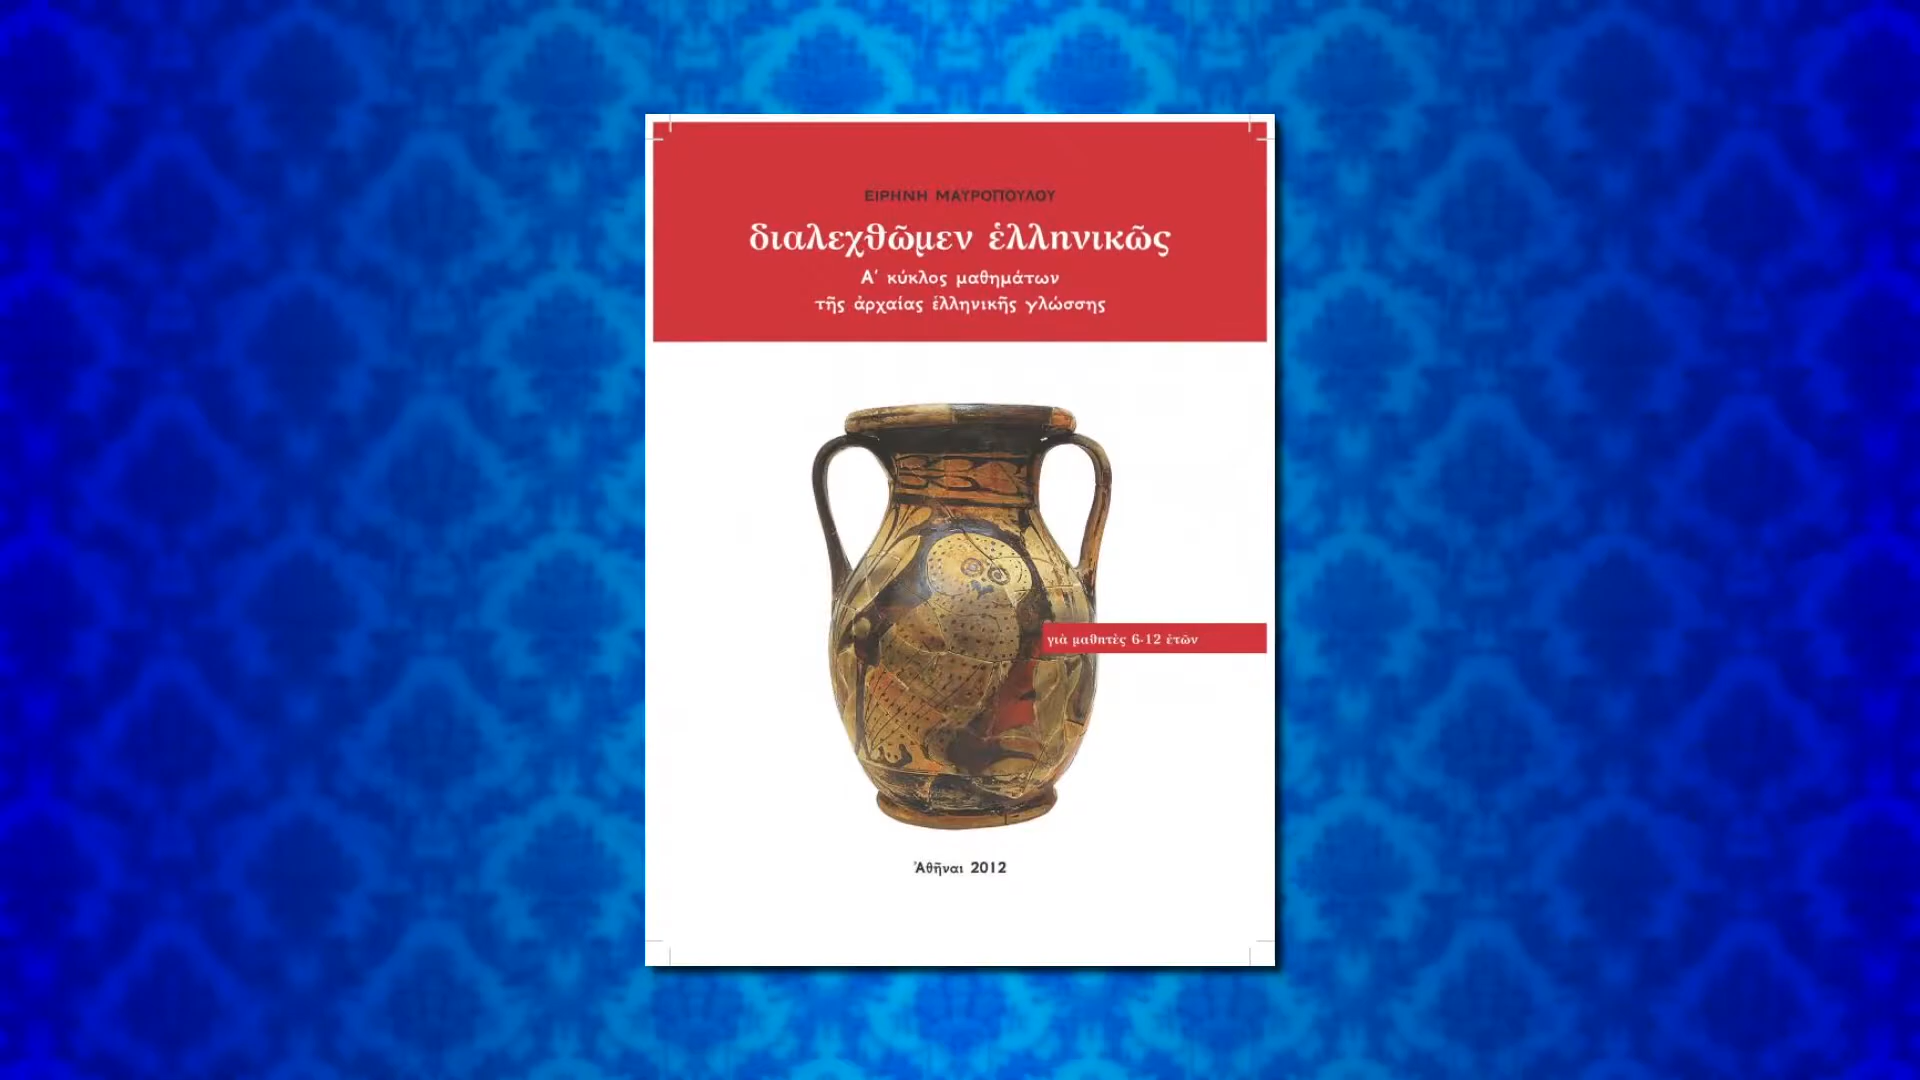 ΕΙΡΗΝΗ ΜΑΥΡΟΠΟΥΛΟΥ
διαλεχθῶμεν ἑλληνικῶς
Α΄ κύκλος μαθημάτων
τῆς ἀρχαίας ἑλληνικῆς γλώσσης
γιὰ μαθητὲς 6-12 ἐτῶν
Ἀθῆναι 2012